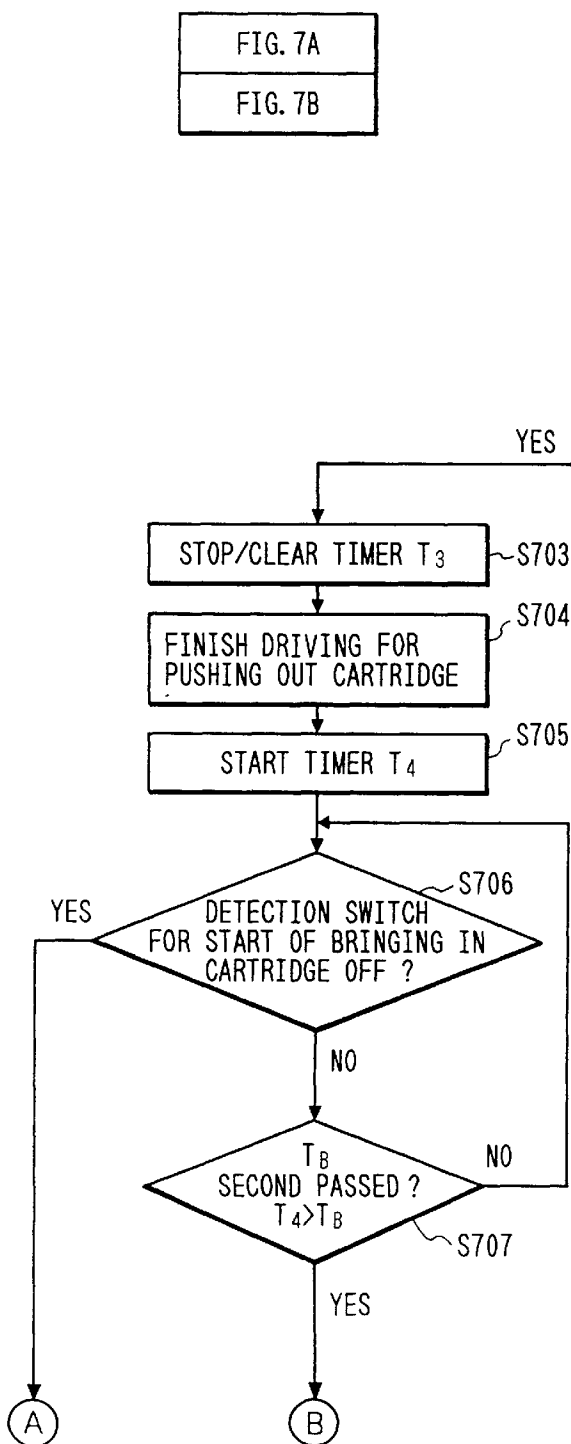 FIG. 7A
FIG. 7B
YES
STOP/CLEAR TIMER T3
S703
S704
FINISH DRIVING FOR
PUSHING OUT CARTRIDGE
S705
START TIMER T4
S706
YES
DETECTION SWITCH
FOR START OF BRINGING IN
CARTRIDGE OFF ?
NO
TB
SECOND PASSED ?
T4>TB
NO
S707
YES
A
B